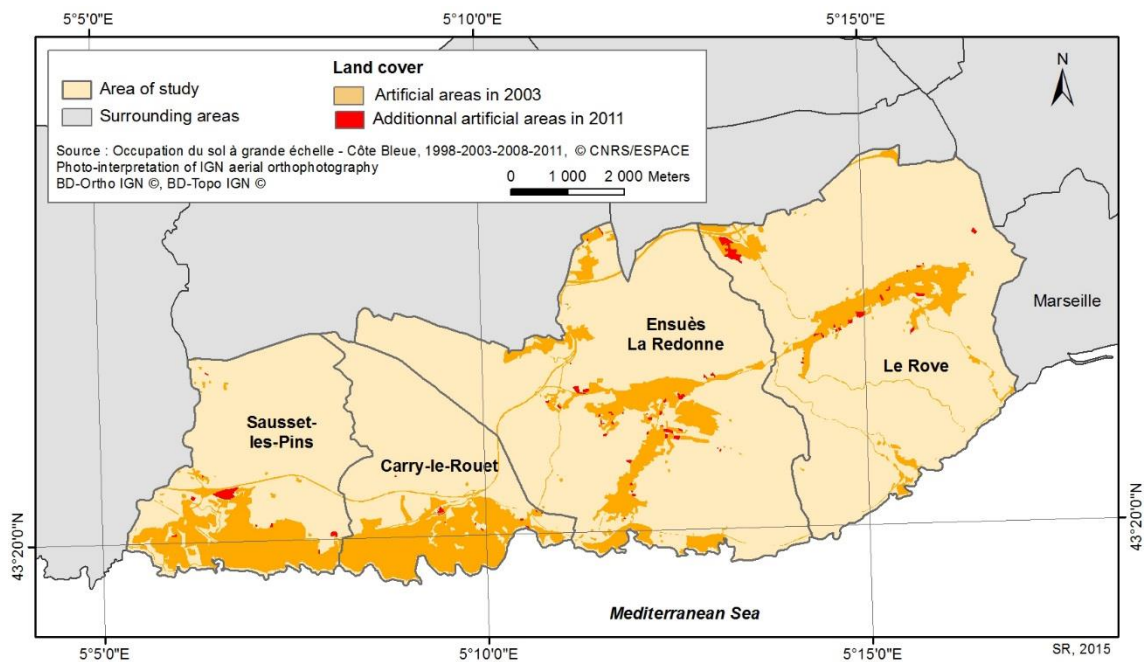 5°5'0"E
5°10'0"E
5°15'0"E
N
Land cover
Area of study
Artificial areas in 2003
Surrounding areas
Additionnal artificial areas in 2011
Source : Occupation du sol à grande échelle - Côte Bleue, 1998-2003-2008-2011, © CNRS/ESPACE
Photo-interpretation of IGN aerial orthophotography
BD-Ortho IGN ©, BD-Topo IGN ©
0 1 000 2 000 Meters
Marseille
Ensuès
La Redonne
Le Rove
Sausset-
les-Pins
Carry-le-Rouet
43°20'0"N
43°20'0"N
Mediterranean Sea
SR, 2015
5°5'0"E
5°10'0"E
5°15'0"E